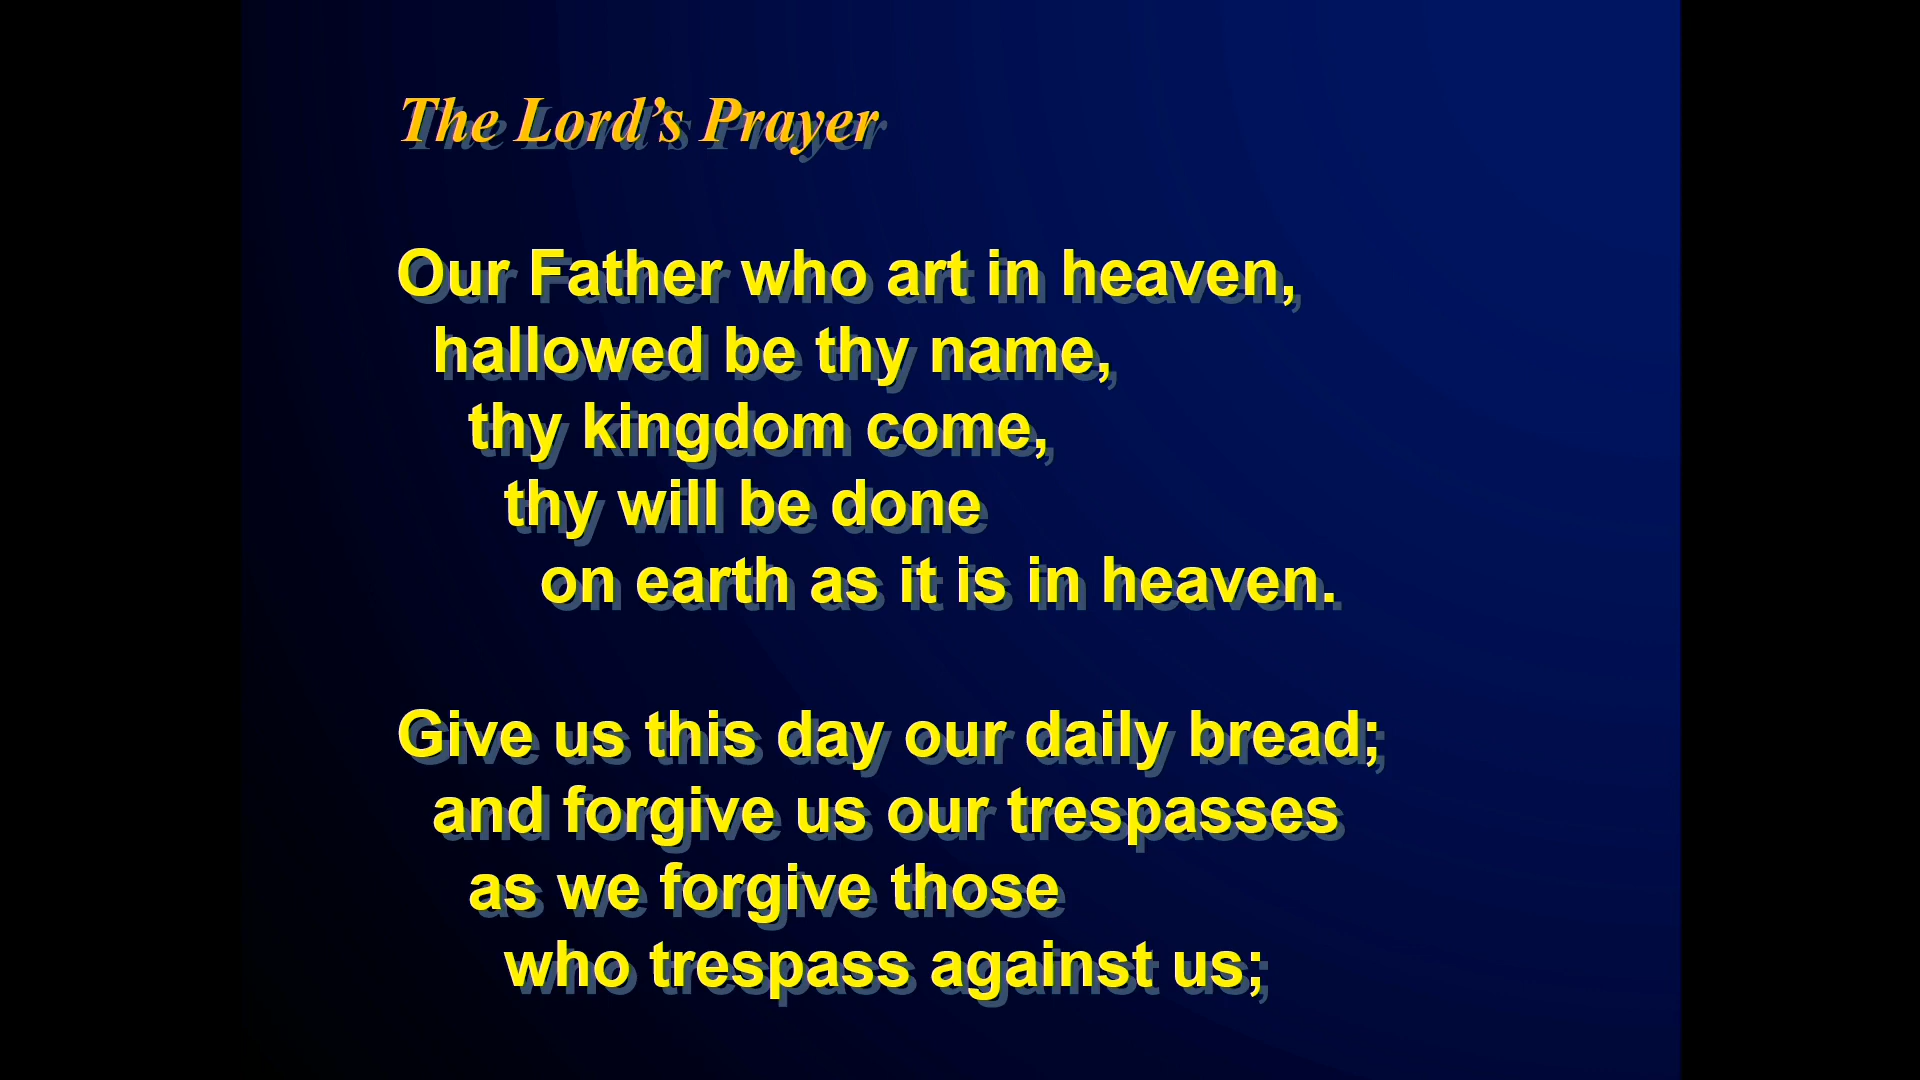 The Lord’s Prayer
Our Father who art in heaven,
hallowed be thy name,
thy kingdom come,
thy will be done
on earth as it is in heaven.
Give us this day our daily bread;
and forgive us our trespasses
as we forgive those
who trespass against us;